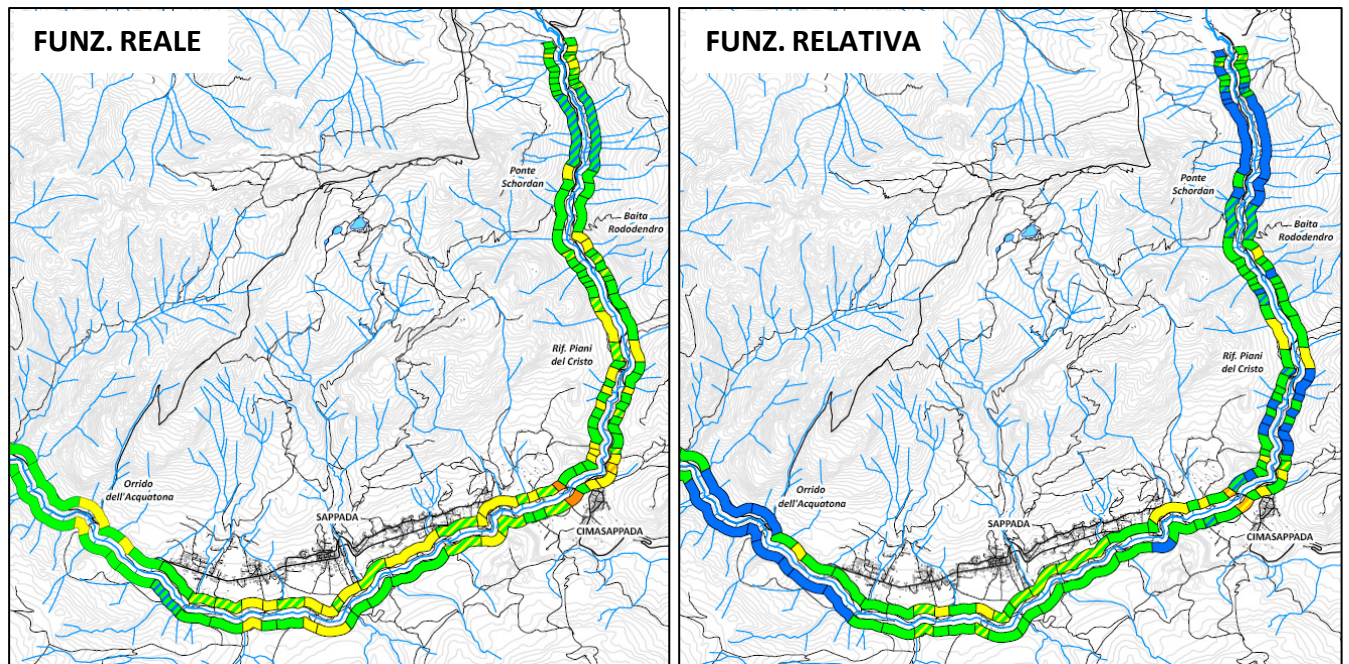 FUNZ. REALE
Ponte
Schordan
Baita
Rododendro
Rif. Piani
del Cristo
Orrido
dell'Acquatona
SAPPADA
CIMASAPPADA
FUNZ. RELATIVA
Ponte
Schordan
Baita
Rododendro
Rif. Piani
del Cristo
Orrido
dell'Acquatona
SAPPADA
CIMASAPPADA